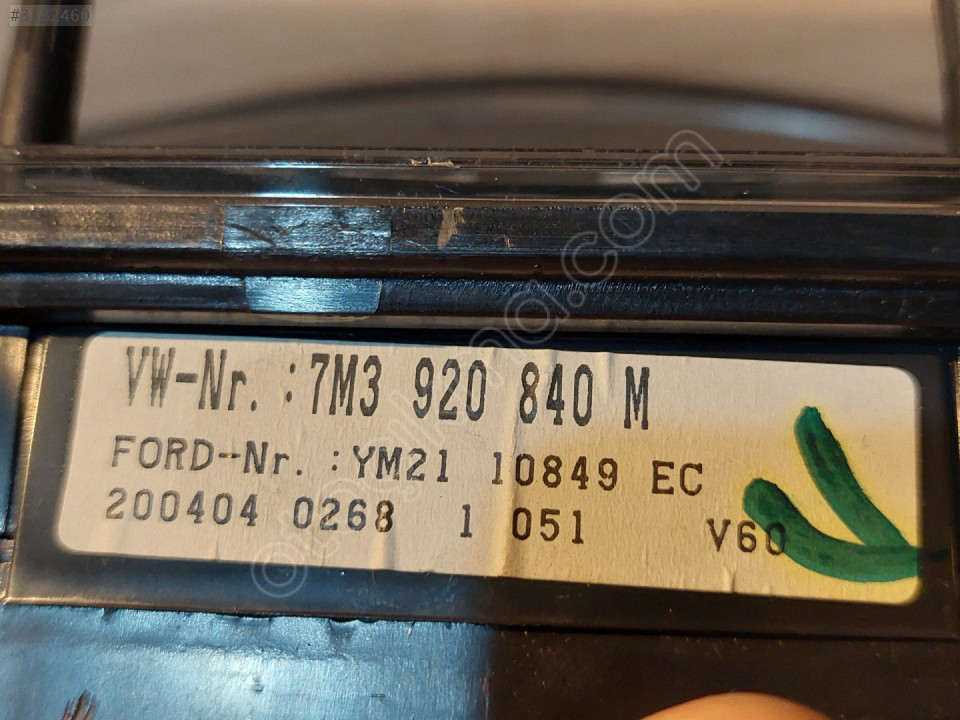 VW-Nr. :7M3 920 840 M
FORD--Nr. :YM21 10849 EC
200404 0268 1 051 V60